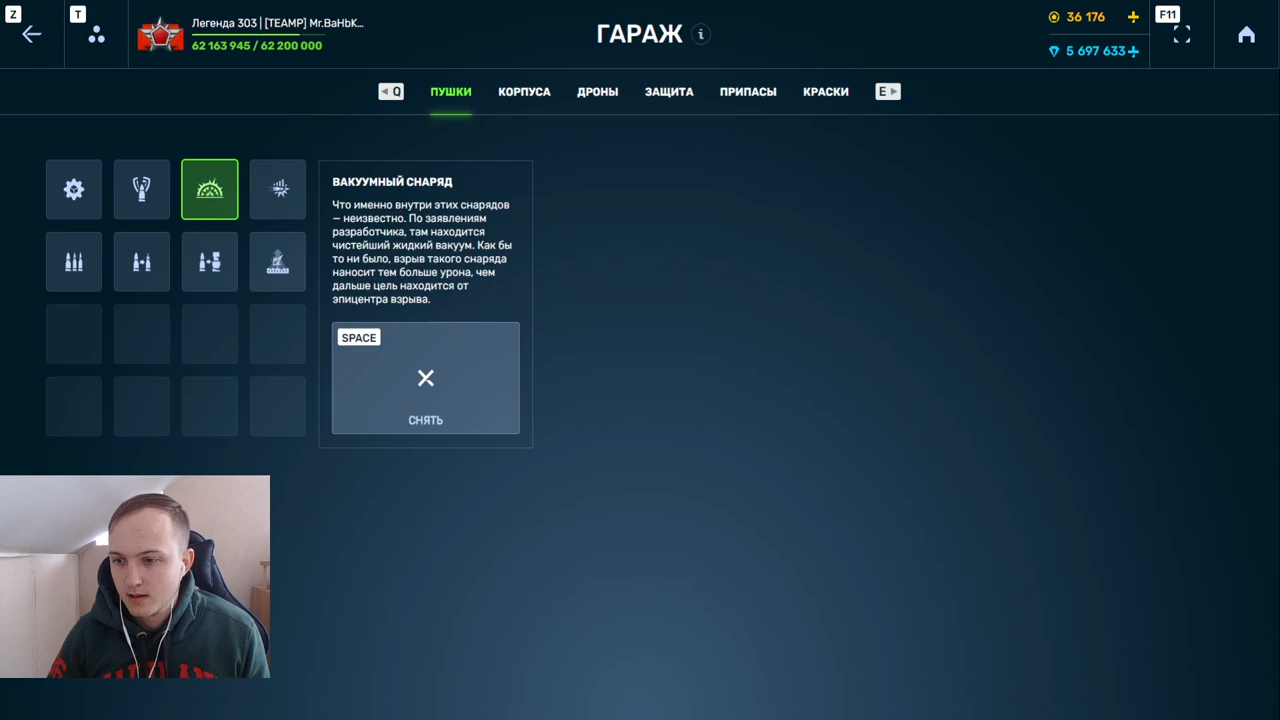 Z
T
Легенда 303 | [TEAMP] Mr.BaHbK...
62 163 945 / 62 200 000
ГАРАЖ
i
36 176 +
5 697 633 +
F11
Q
ПУШКИ
КОРПУСА
ДРОНЫ
ЗАЩИТА
ПРИПАСЫ
КРАСКИ
E
ВАКУУМНЫЙ СНАРЯД
Что именно внутри этих снарядов
— неизвестно. По заявлениям
разработчика, там находится
чистейший жидкий вакуум. Как бы
то ни было, взрыв такого снаряда
наносит тем больше урона, чем
дальше цель находится от
эпицентра взрыва.
SPACE
СНЯТЬ